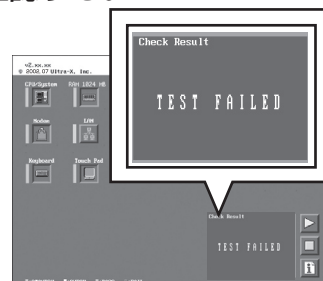 Check Result
TEST FAILED
v2.xx.xx
© 2002,07 Ultra-X, Inc.
CPU·System RAM 1024 MB
Modem LAN
Keyboard Touch Pad
Check Result
TEST FAILED